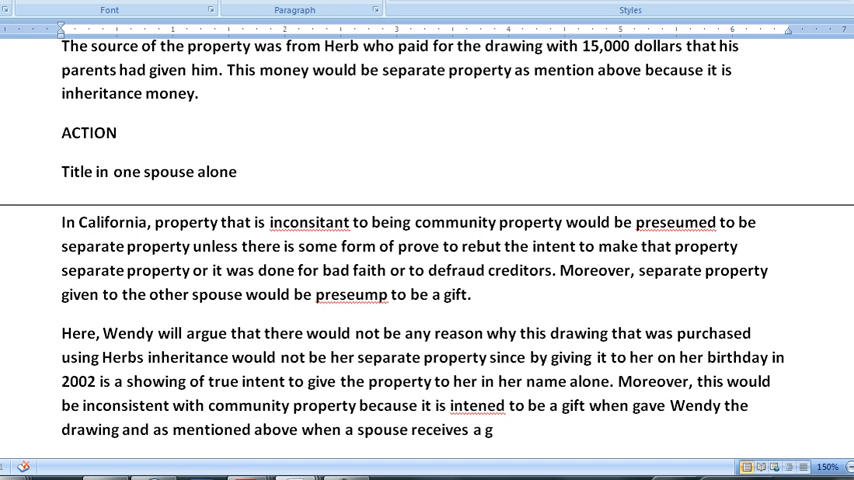 Font Paragraph Styles
1 2 3 4 5 6 7
The source of the property was from Herb who paid for the drawing with 15,000 dollars that his
parents had given him. This money would be separate property as mention above because it is
inheritance money.
ACTION
Title in one spouse alone
In California, property that is inconsitant to being community property would be preseumed to be
separate property unless there is some form of prove to rebut the intent to make that property
separate property or it was done for bad faith or to defraud creditors. Moreover, separate property
given to the other spouse would be preseump to be a gift.
Here, Wendy will argue that there would not be any reason why this drawing that was purchased
using Herbs inheritance would not be her separate property since by giving it to her on her birthday in
2002 is a showing of true intent to give the property to her in her name alone. Moreover, this would
be inconsistent with community property because it is intened to be a gift when gave Wendy the
drawing and as mentioned above when a spouse receives a g
150%